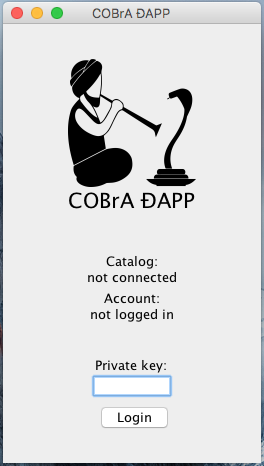 COBrA ĐAPP
COBrA ĐAPP
Catalog:
not connected
Account:
not logged in
Private key:
Login